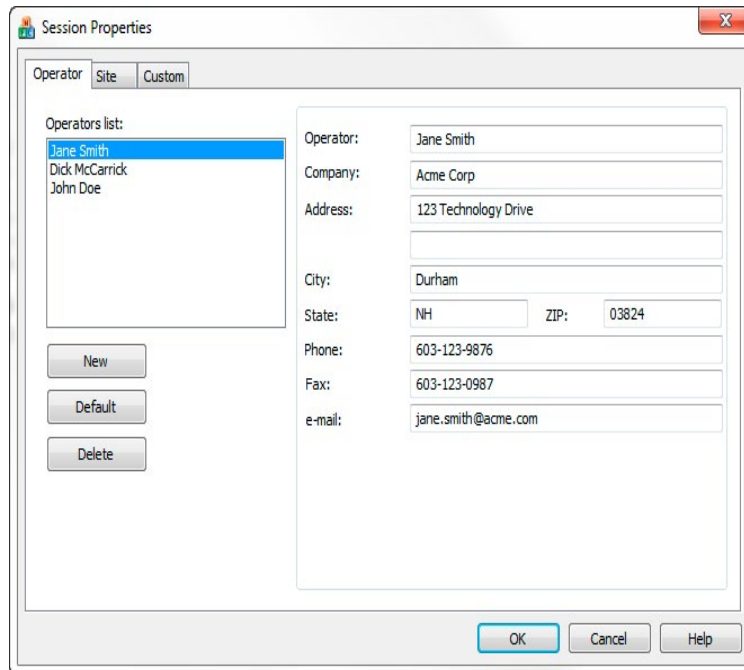 Session Properties
X
Operator Site Custom
Operators list:
Jane Smith
Dick McCarrick
John Doe
New
Default
Delete
Operator: Jane Smith
Company: Acme Corp
Address: 123 Technology Drive
City: Durham
State: NH ZIP: 03824
Phone: 603-123-9876
Fax: 603-123-0987
e-mail: jane.smith@acme.com
OK Cancel Help